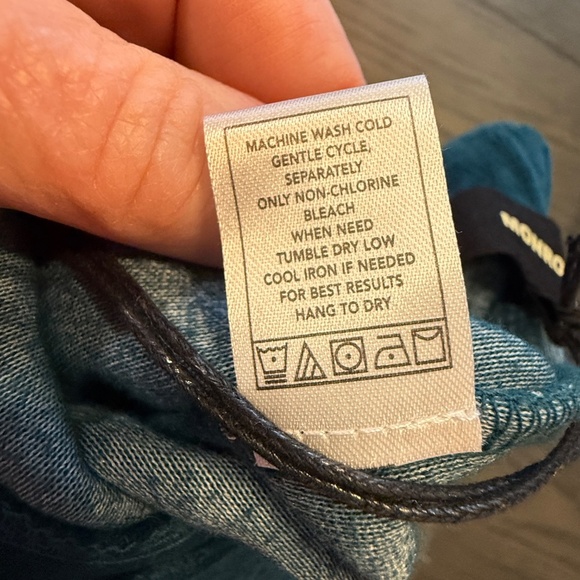 MACHINE WASH COLD
GENTLE CYCLE,
SEPARATELY
ONLY NON-CHLORINE
BLEACH
WHEN NEED
TUMBLE DRY LOW
COOL IRON IF NEEDED
FOR BEST RESULTS
HANG TO DRY
MOHRO